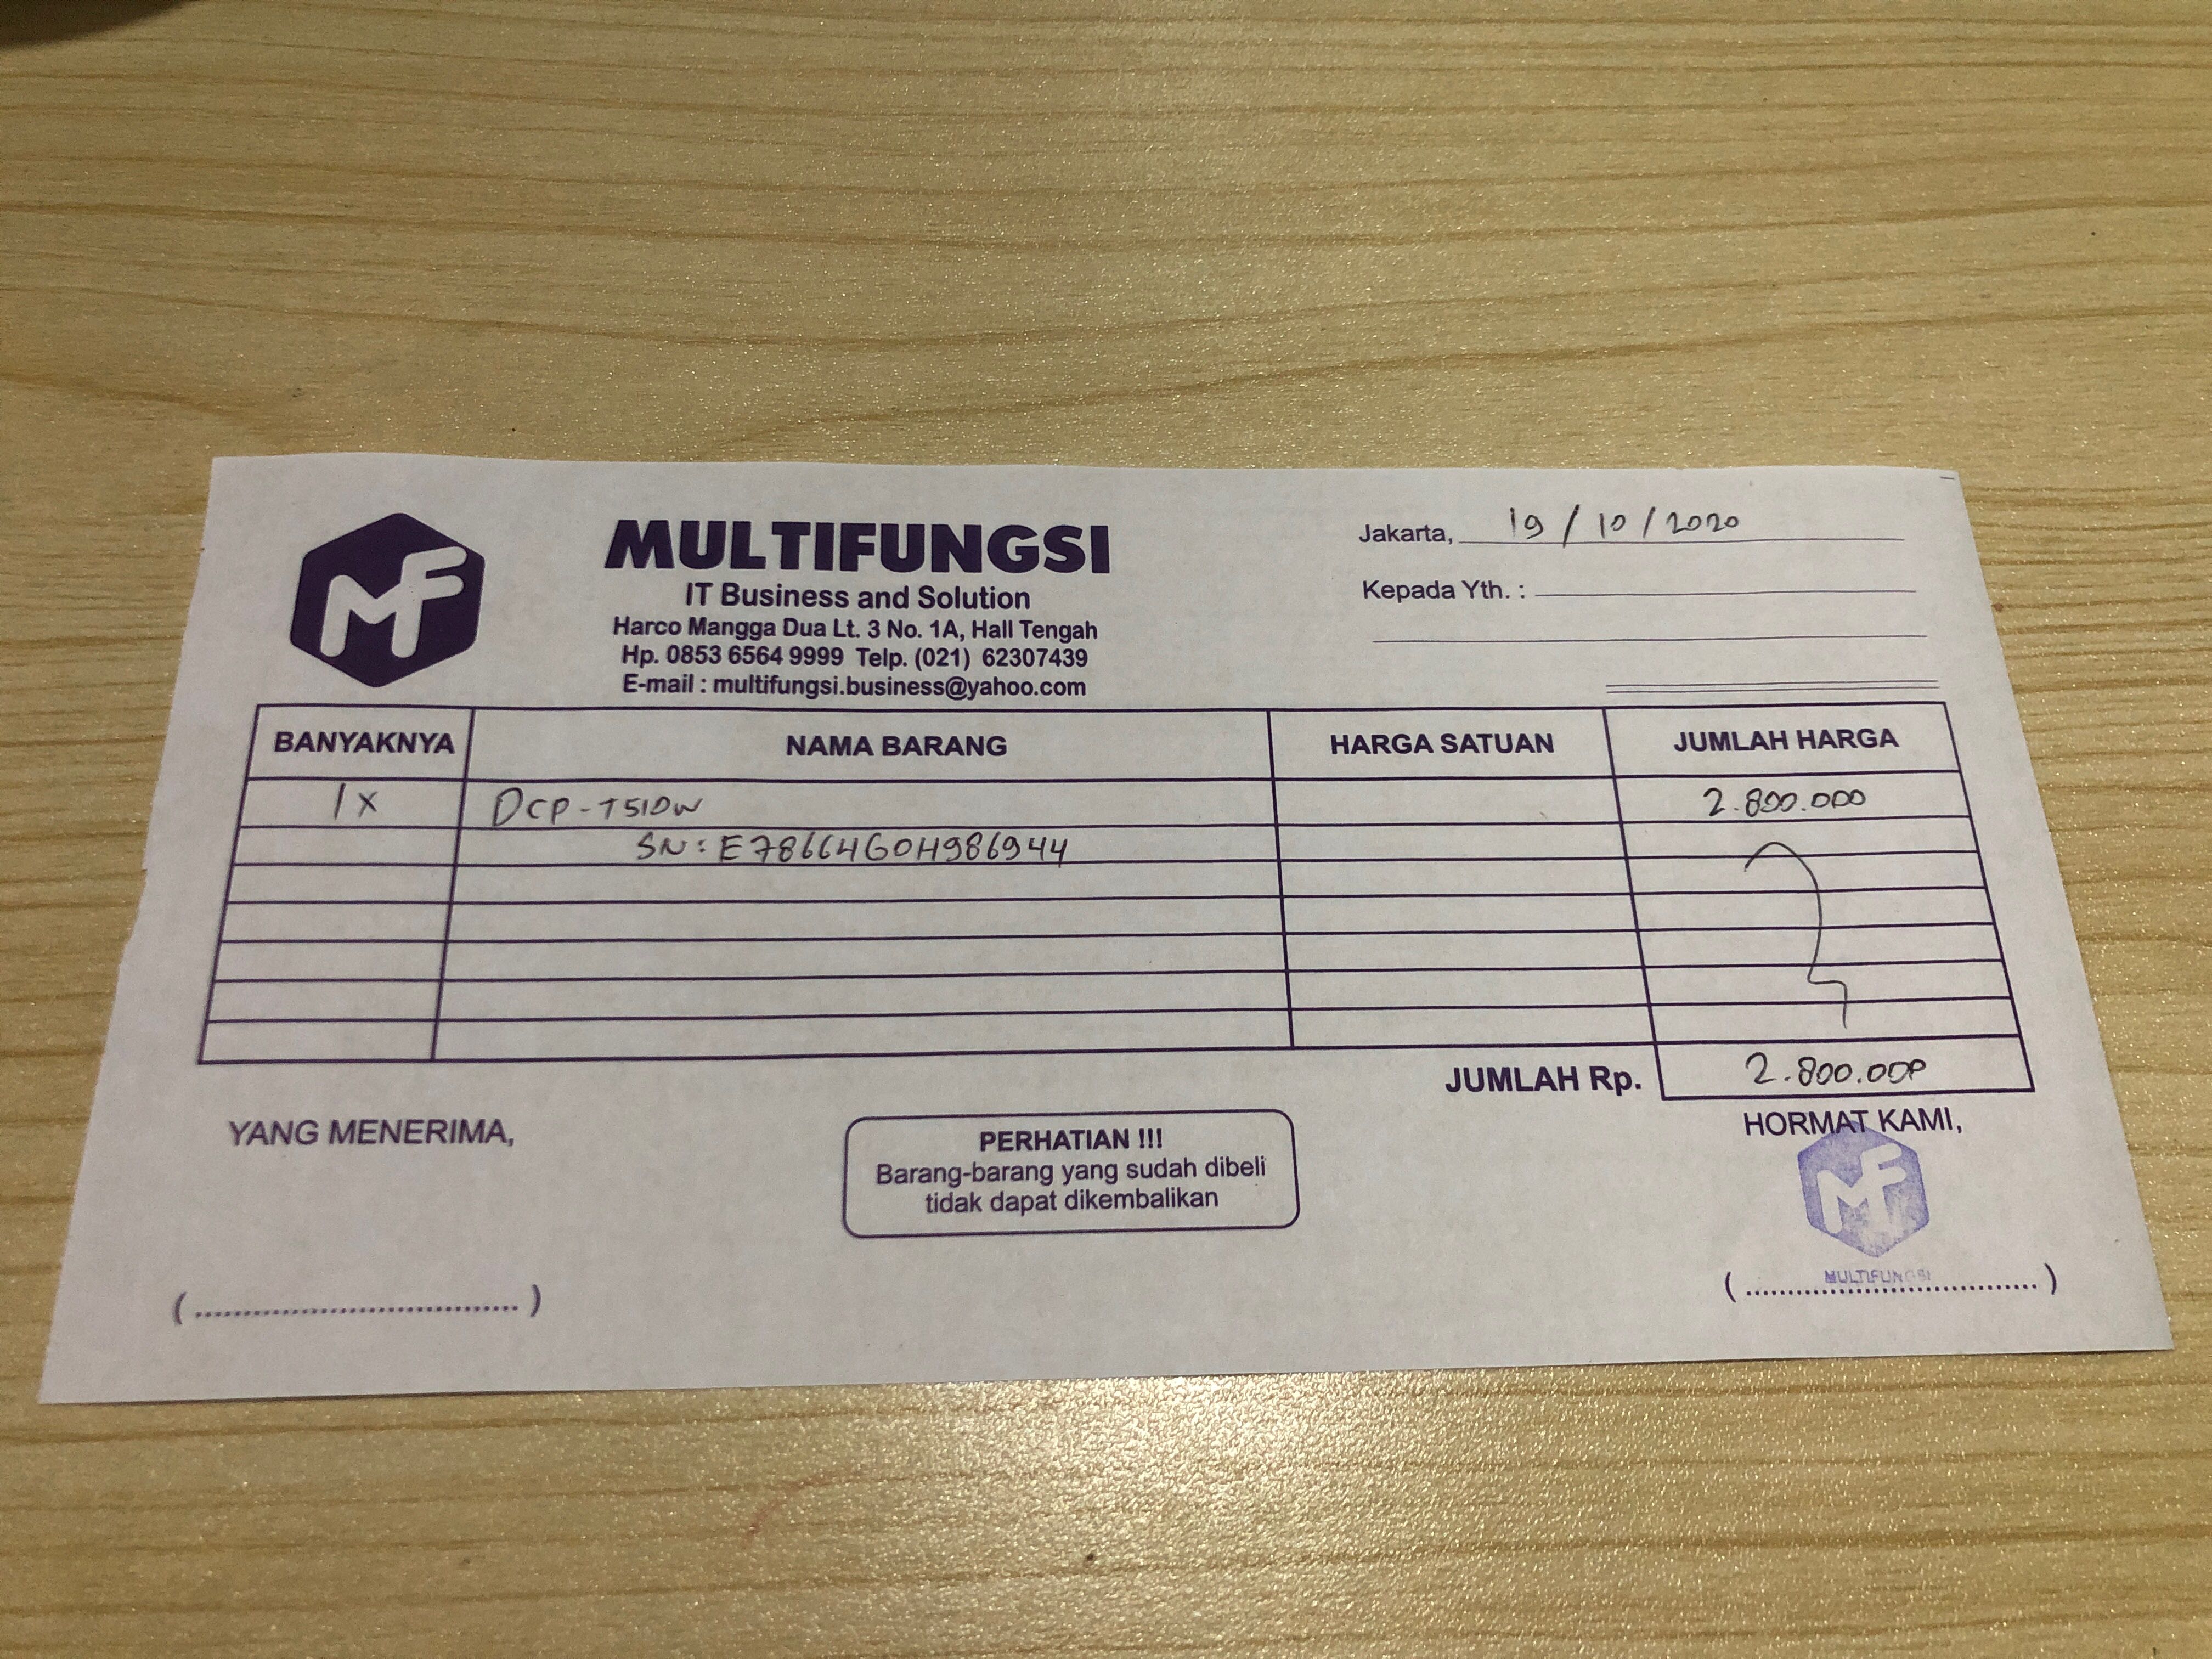 MF
MULTIFUNGSI
IT Business and Solution
Harco Mangga Dua Lt. 3 No. 1A, Hall Tengah
Hp. 0853 6564 9999 Telp. (021) 62307439
E-mail : multifungsi.business@yahoo.com
Jakarta, 19 / 10 / 2020
Kepada Yth. :
BANYAKNYA NAMA BARANG HARGA SATUAN JUMLAH HARGA
1 x DCP-T510W 2.800.000
SN: E78664G0H986944
JUMLAH Rp. 2.800.000
YANG MENERIMA,
PERHATIAN !!!
Barang-barang yang sudah dibeli
tidak dapat dikembalikan
HORMAT KAMI,
MF
MULTIFUNGSI
(....................................)
(....................................)